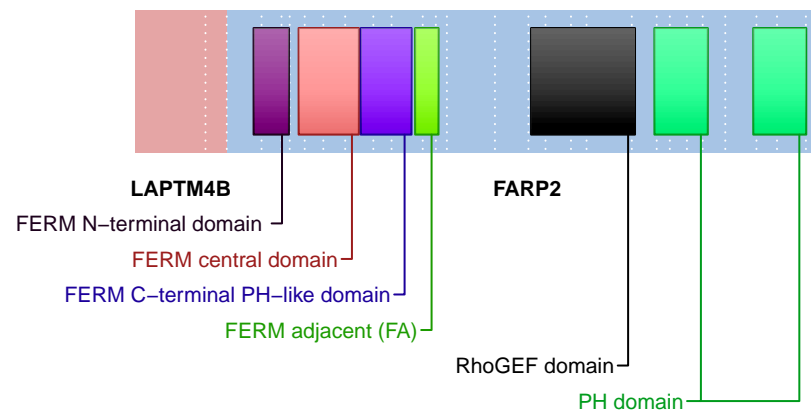 LAPTM4B
FARP2
FERM N−terminal domain
FERM central domain
FERM C−terminal PH−like domain
FERM adjacent (FA)
RhoGEF domain
PH domain